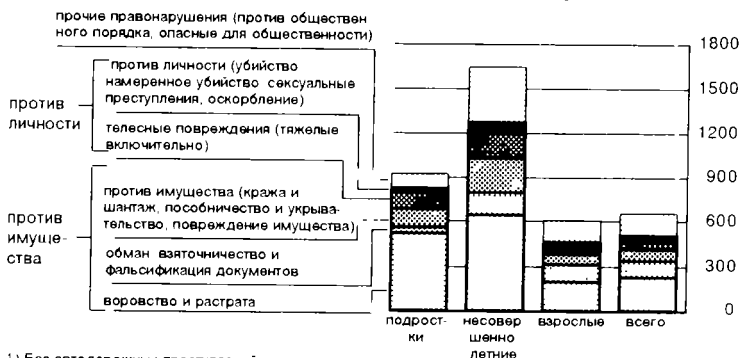 прочие правонарушения (против обществен
ного порядка, опасные для общественности)
против личности (убийство
намеренное убийство сексуальные
преступления, оскорбление)
против
личности
телесные повреждения (тяжелые
включительно)
против имущества (кража и
шантаж, пособничество и укрыва-
тельство, повреждение имущества)
против
имуще-
ства
обман взяточничество и
фальсификация документов
воровство и растрата
1800
1500
1200
900
600
300
0
подрост-
ки
несовер
шенно
летние
взрослые
всего